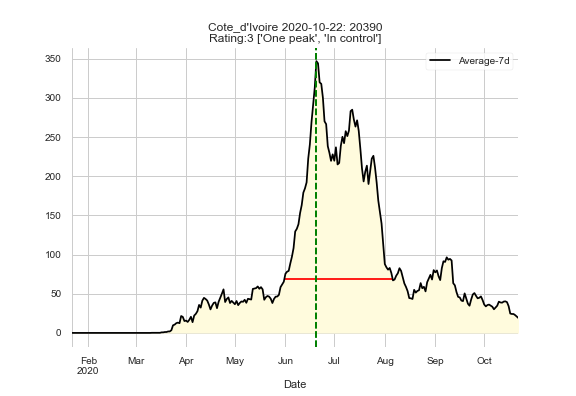 Cote_d'Ivoire 2020-10-22: 20390
Rating:3 ['One peak', 'In control']
Average-7d
350
300
250
200
150
100
50
0
Feb Mar Apr May Jun Jul Aug Sep Oct
2020
Date